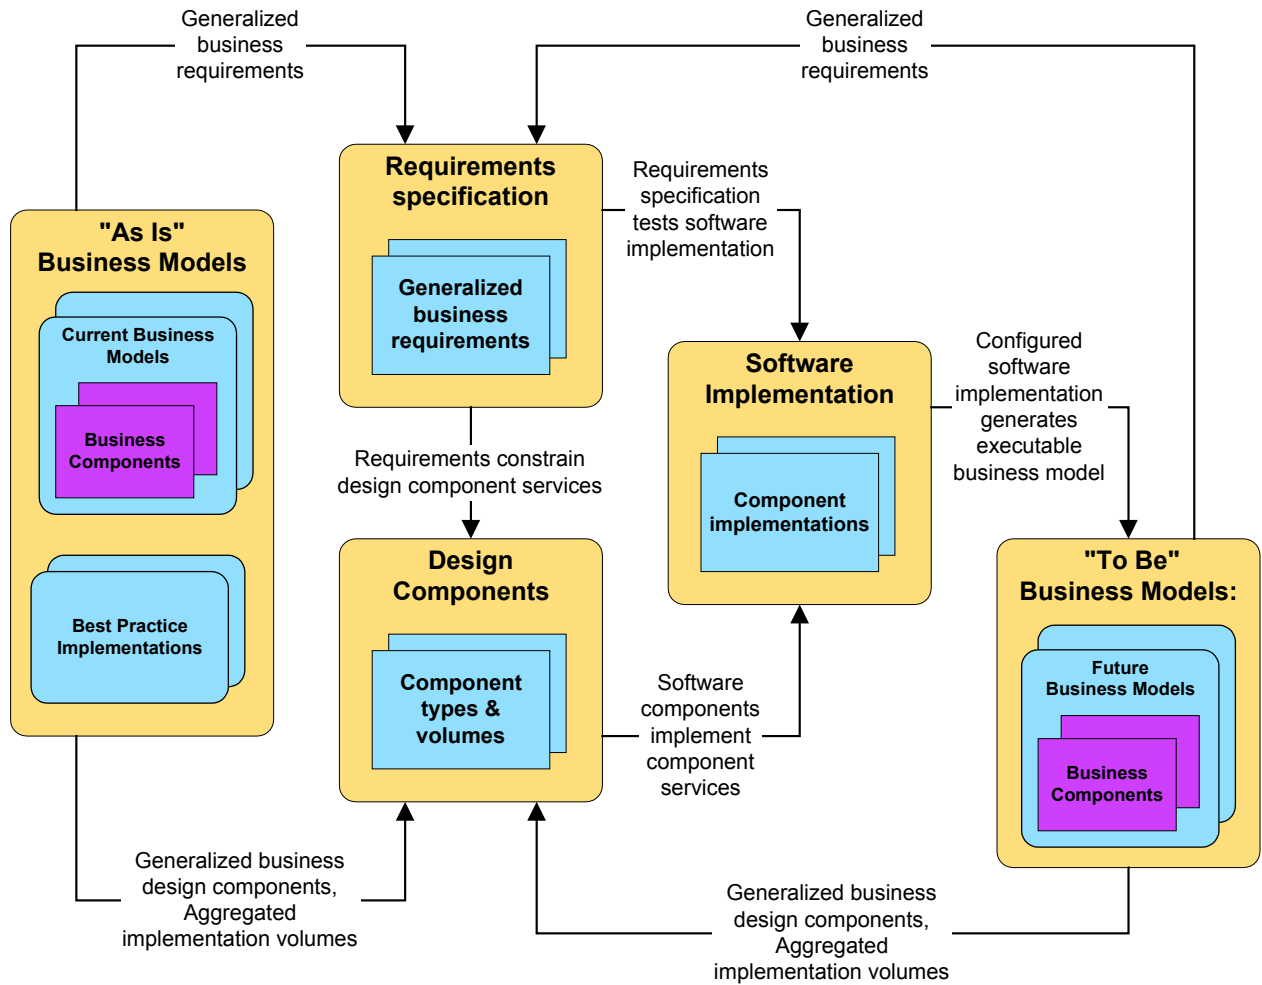 Generalized
business
requirements
Generalized
business
requirements
Requirements
specification
Generalized
business
requirements
Requirements
specification
tests software
implementation
"As Is"
Business Models
Current Business
Models
Business
Components
Best Practice
Implementations
Software
Implementation
Component
implementations
Configured
software
implementation
generates
executable
business model
Requirements constrain
design component services
Design
Components
Component
types &
volumes
Software
components
implement
component
services
"To Be"
Business Models:
Future
Business Models
Business
Components
Generalized business
design components,
Aggregated
implementation volumes
Generalized business
design components,
Aggregated
implementation volumes